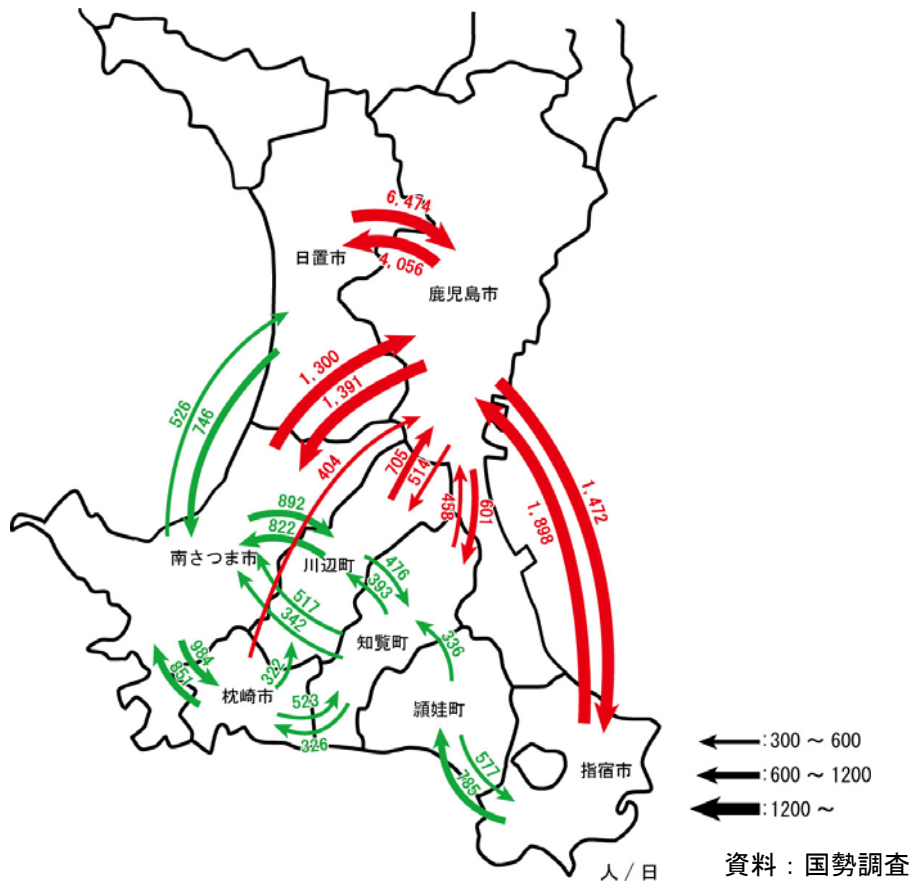 6,474
4,056
日置市
鹿児島市
1,300
1,391
526
746
404
705
514
458
601
1,472
1,898
892
822
南さつま市
川辺町
476
393
517
342
知覧町
336
984
851
322
枕崎市
523
326
頴娃町
577
785
指宿市
:300 ～ 600
:600 ～ 1200
:1200 ～
人 / 日
資料：国勢調査